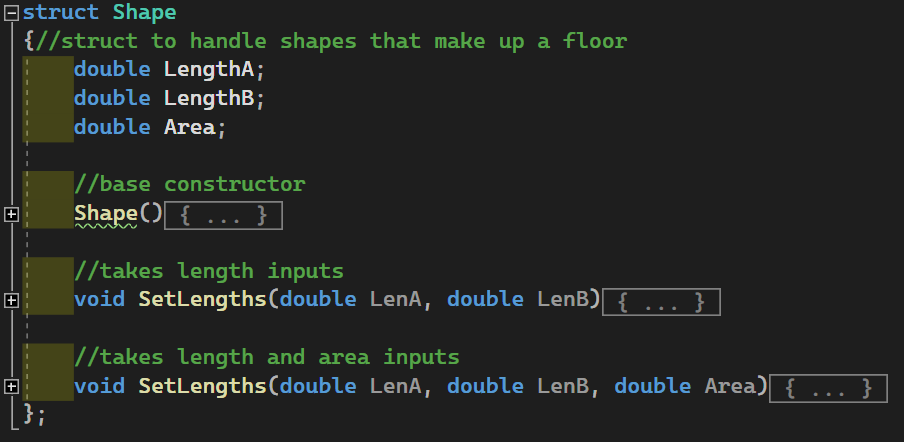 struct Shape
{//struct to handle shapes that make up a floor
double LengthA;
double LengthB;
double Area;
//base constructor
Shape(){ ... }
//takes length inputs
void SetLengths(double LenA, double LenB){ ... }
//takes length and area inputs
void SetLengths(double LenA, double LenB, double Area){ ... }
};